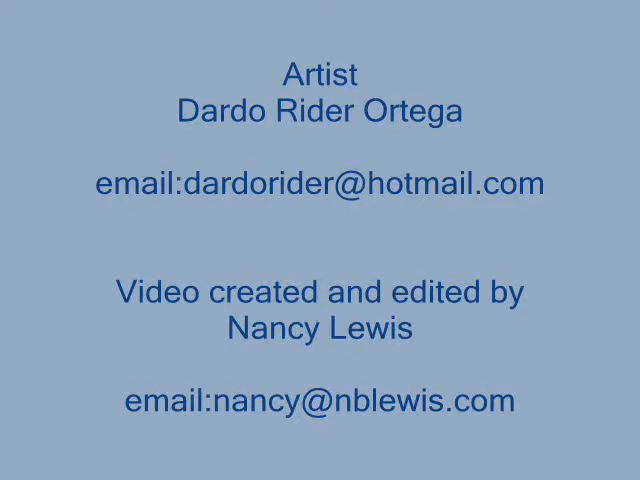 Artist
Dardo Rider Ortega
email:dardorider@hotmail.com
Video created and edited by
Nancy Lewis
email:nancy@nblewis.com